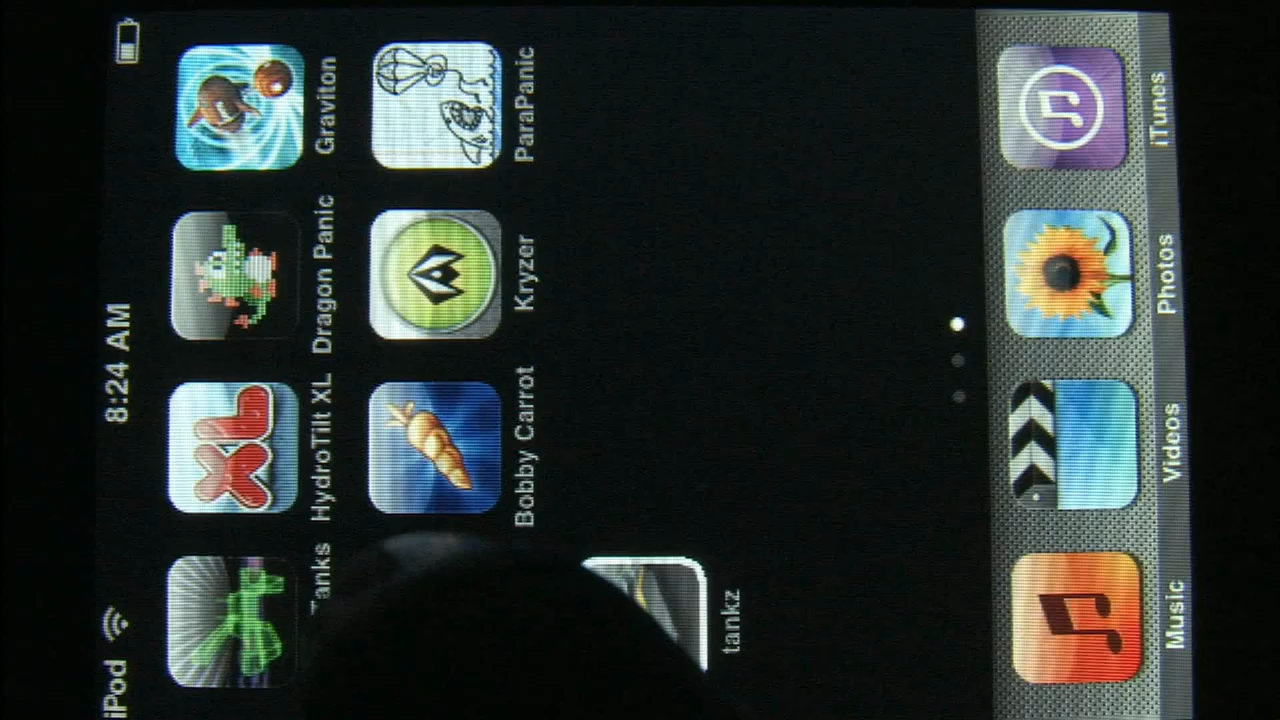 iPod 8:24 AM
Tanks HydroTilt XL Dragon Panic Graviton
Bobby Carrot Kryzer ParaPanic
tankz
Music Videos Photos iTunes